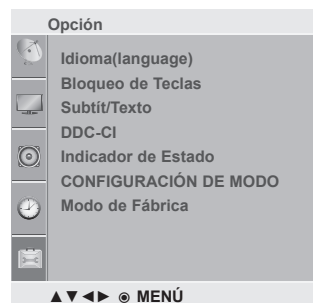 Opción
Idioma(language)
Bloqueo de Teclas
Subtít/Texto
DDC-CI
Indicador de Estado
CONFIGURACIÓN DE MODO
Modo de Fábrica
▲▼◄► ◉ MENÚ